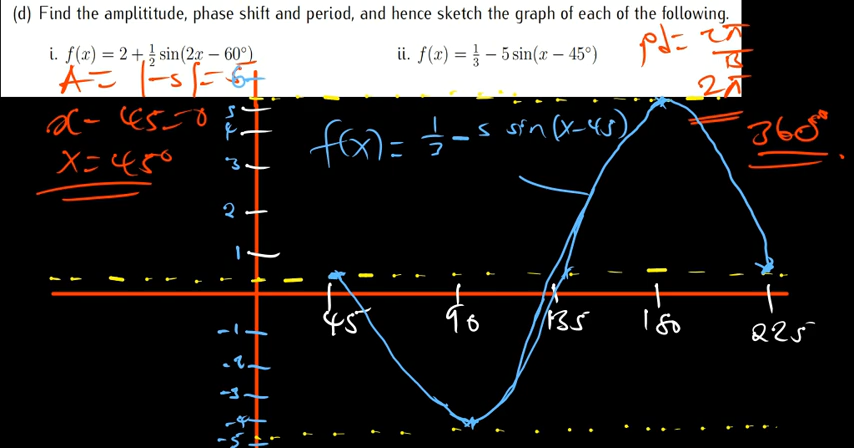 (d) Find the amplititude, phase shift and period, and hence sketch the graph of each of the following.
i. f(x) = 2 + 1/2 sin(2x − 60°)
ii. f(x) = 1/3 − 5 sin(x − 45°)
A = |-5| = 5
x - 45 = 0
x = 45°
pd = 2π
2π
360°
f(x) = 1/3 - 5 sin(x-45)
6
5
4
3
2
1
45
90
135
180
225
-1
-2
-3
-4
-5